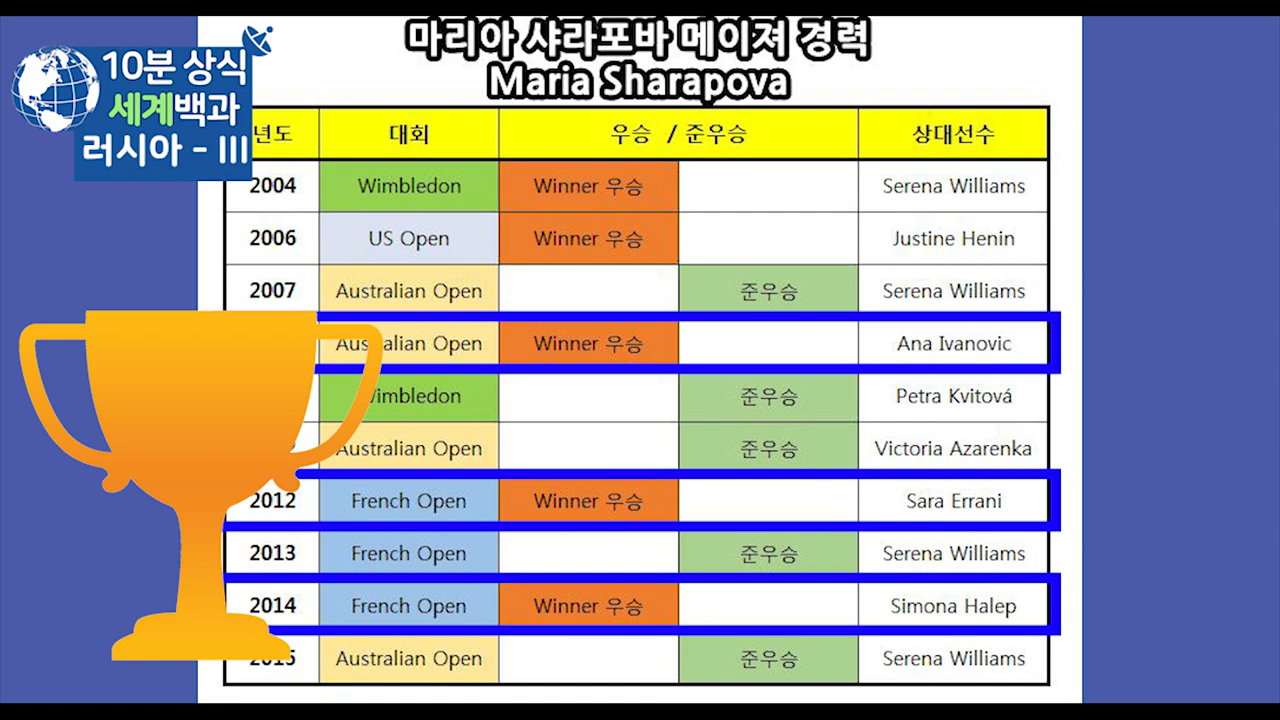 마리아 샤라포바 메이져 경력
Maria Sharapova
10분 상식
세계백과
러시아 - III
년도 대회 우승 / 준우승 상대선수
2004 Wimbledon Winner 우승 Serena Williams
2006 US Open Winner 우승 Justine Henin
2007 Australian Open 준우승 Serena Williams
Australian Open Winner 우승 Ana Ivanovic
Wimbledon 준우승 Petra Kvitová
Australian Open 준우승 Victoria Azarenka
2012 French Open Winner 우승 Sara Errani
2013 French Open 준우승 Serena Williams
2014 French Open Winner 우승 Simona Halep
2015 Australian Open 준우승 Serena Williams